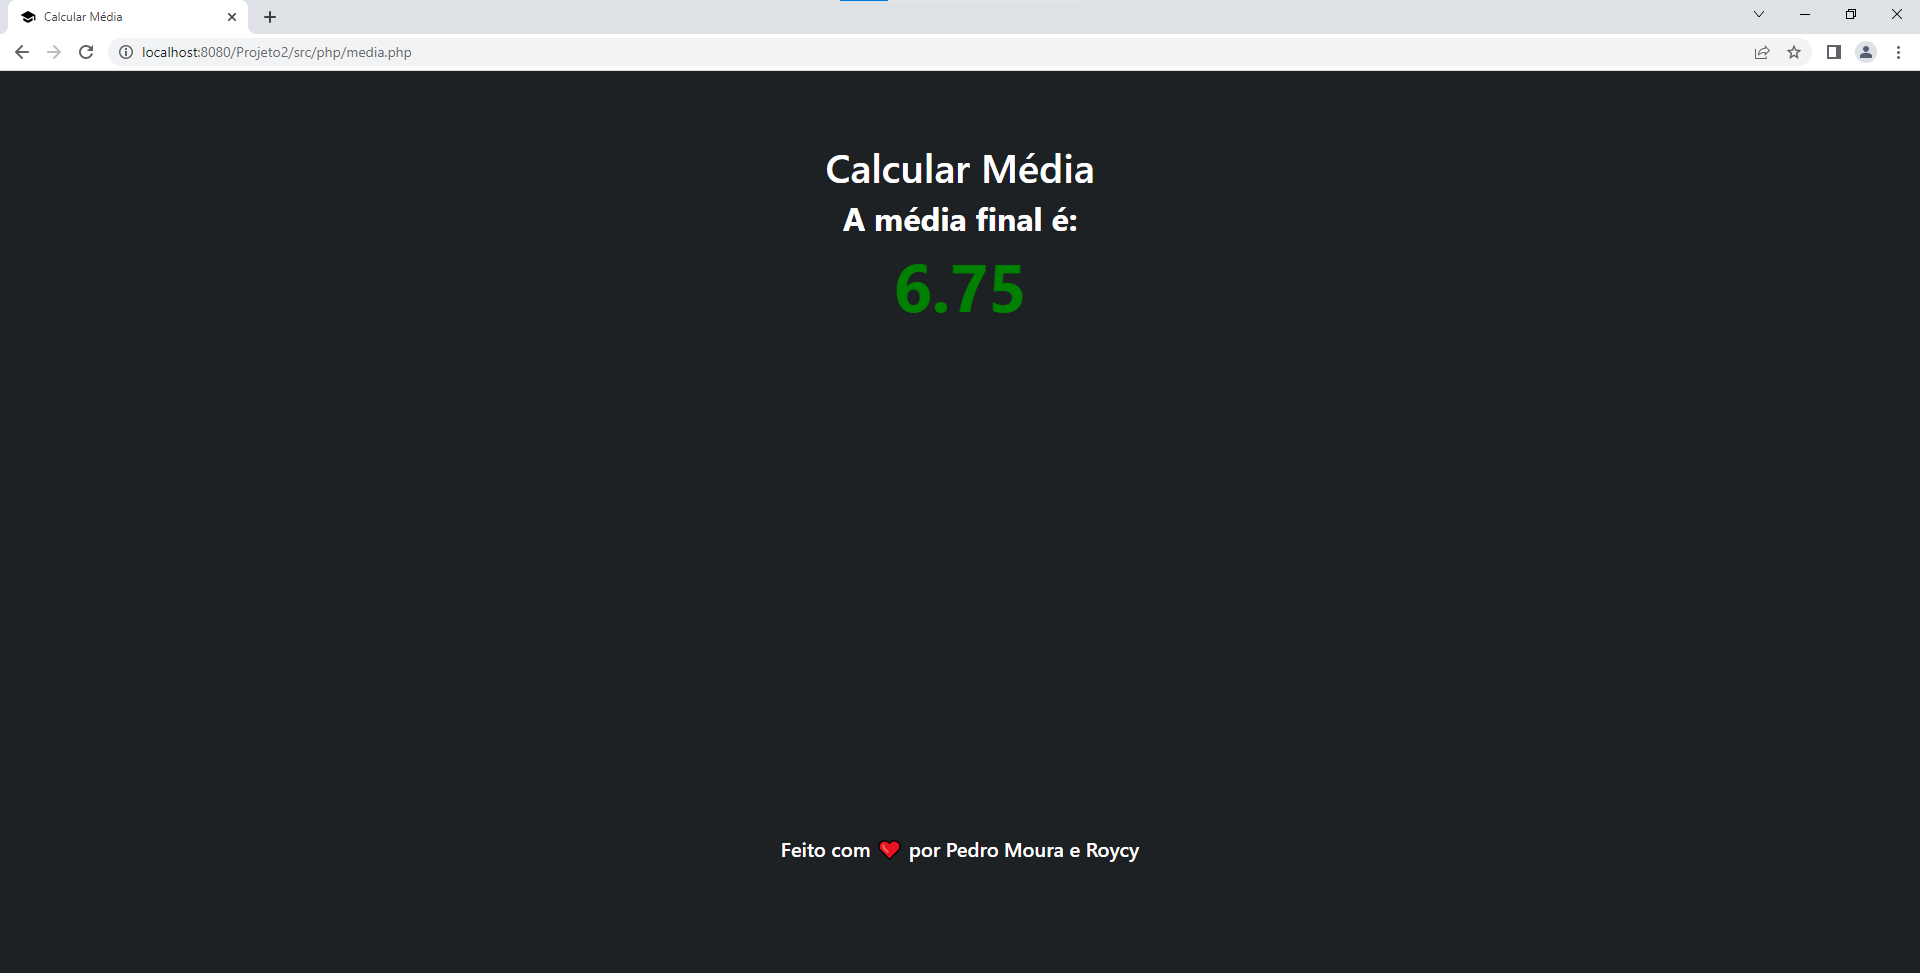 Calcular Média
localhost:8080/Projeto2/src/php/media.php
Calcular Média
A média final é:
6.75
Feito com ❤ por Pedro Moura e Roycy